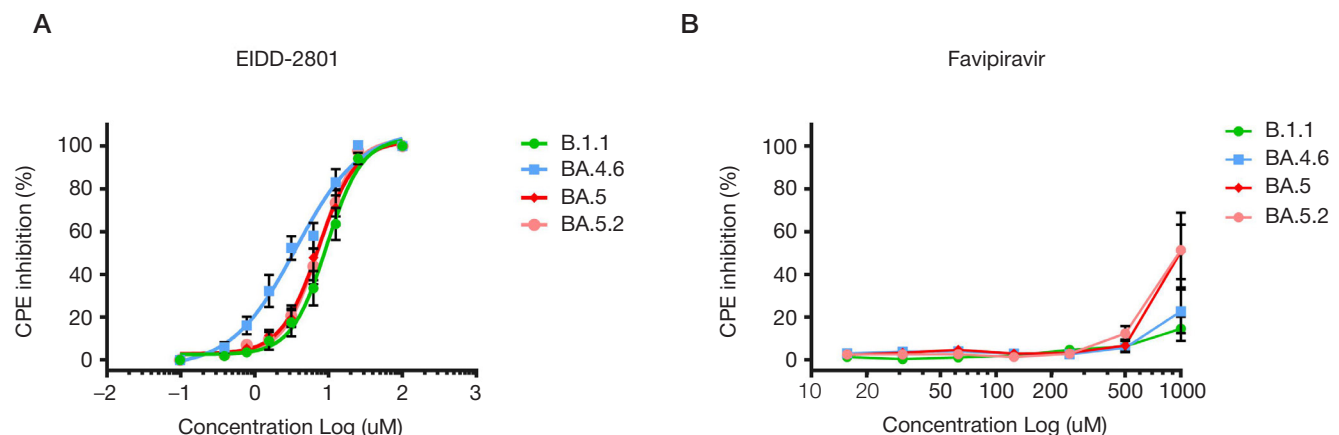 A
EIDD-2801
CPE inhibition (%)
100
80
60
40
20
0
−2
−1
0
1
2
3
Concentration Log (uM)
B.1.1
BA.4.6
BA.5
BA.5.2
B
Favipiravir
CPE inhibition (%)
100
80
60
40
20
0
10
20
50
100
200
500
1000
Concentration Log (uM)
B.1.1
BA.4.6
BA.5
BA.5.2